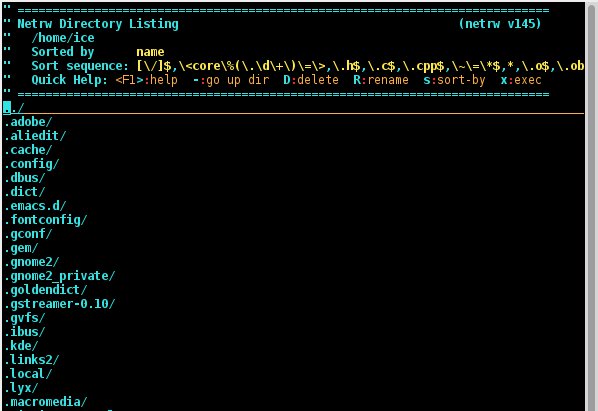 " ============================================================================
" Netrw Directory Listing                                        (netrw v145)
"   /home/ice
"   Sorted by      name
"   Sort sequence: [\/]$,\<core\%(\.\d\+\)\=\>,\.h$,\.c$,\.cpp$,\~\=\*$,*,\.o$,\.ob
"   Quick Help: <F1>:help  -:go up dir  D:delete  R:rename  s:sort-by  x:exec
" ============================================================================
../
.adobe/
.aliedit/
.cache/
.config/
.dbus/
.dict/
.emacs.d/
.fontconfig/
.gconf/
.gem/
.gnome2/
.gnome2_private/
.goldendict/
.gstreamer-0.10/
.gvfs/
.ibus/
.kde/
.links2/
.local/
.lyx/
.macromedia/